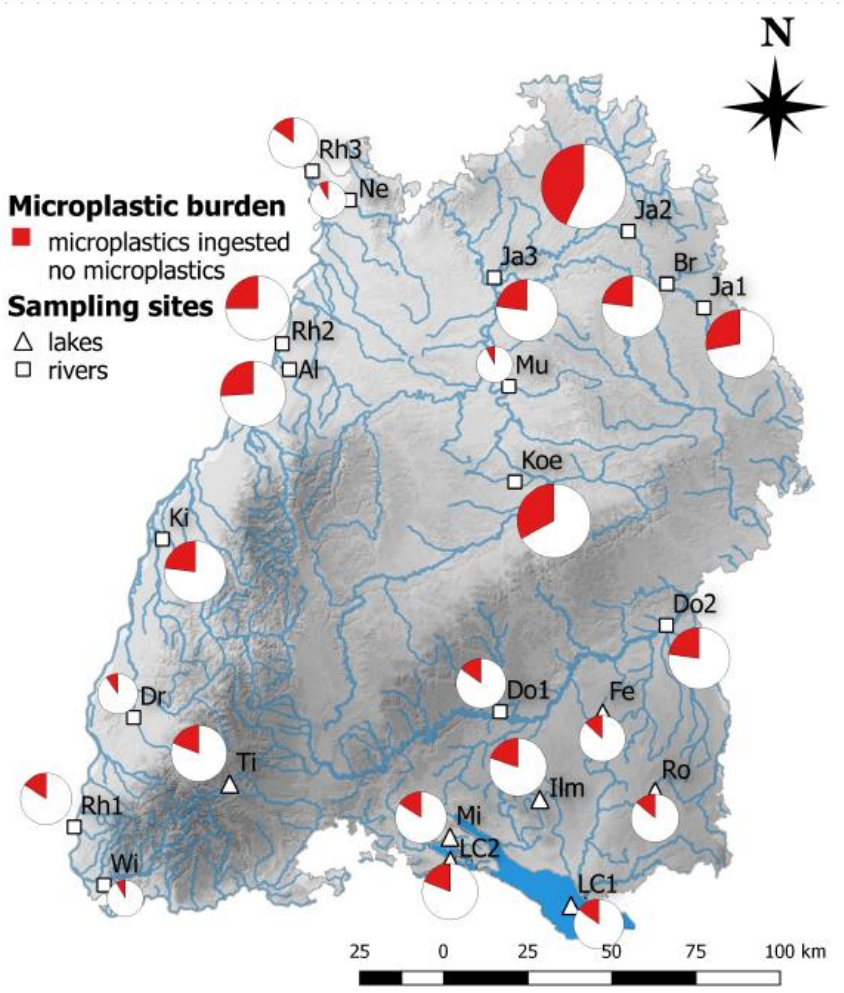 N
Rh3
Ne
Microplastic burden
microplastics ingested
no microplastics
Sampling sites
lakes
rivers
Ja2
Ja3
Br
Ja1
Rh2
Al
Mu
Koe
Ki
Do2
Dr
Do1
Fe
Ti
Ilm
Ro
Rh1
Mi
LC2
Wi
LC1
25 0 25 50 75 100 km